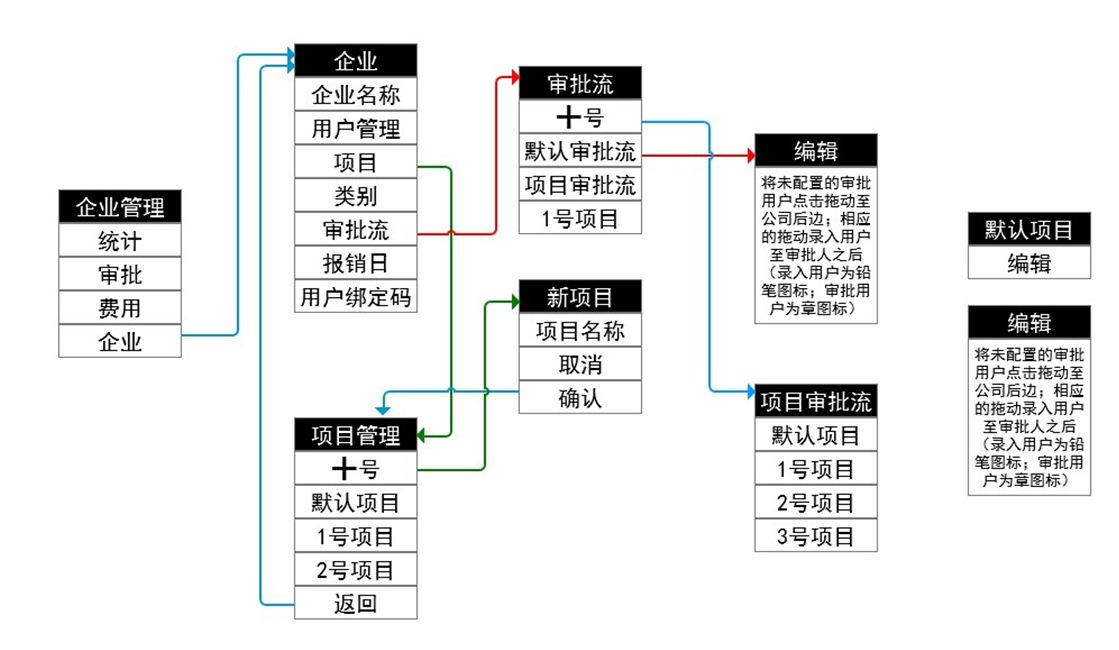 企业管理
统计
审批
费用
企业
企业
企业名称
用户管理
项目
类别
审批流
报销日
用户绑定码
项目管理
十号
默认项目
1号项目
2号项目
返回
审批流
十号
默认审批流
项目审批流
1号项目
新项目
项目名称
取消
确认
编辑
将未配置的审批
用户点击拖动至
公司后边；相应
的拖动录入用户
至审批人之后
（录入用户为铅
笔图标；审批用
户为章图标）
项目审批流
默认项目
1号项目
2号项目
3号项目
默认项目
编辑
编辑
将未配置的审批
用户点击拖动至
公司后边；相应
的拖动录入用户
至审批人之后
（录入用户为铅
笔图标；审批用
户为章图标）